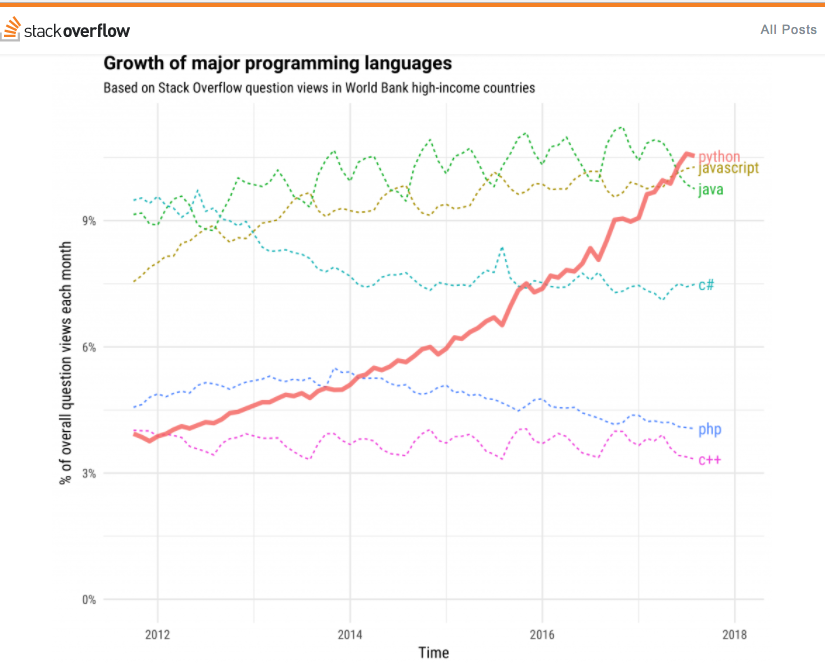 stackoverflow
All Posts
Growth of major programming languages
Based on Stack Overflow question views in World Bank high-income countries
% of overall question views each month
9%
6%
3%
0%
python
javascript
java
c#
php
c++
2012
2014
2016
2018
Time